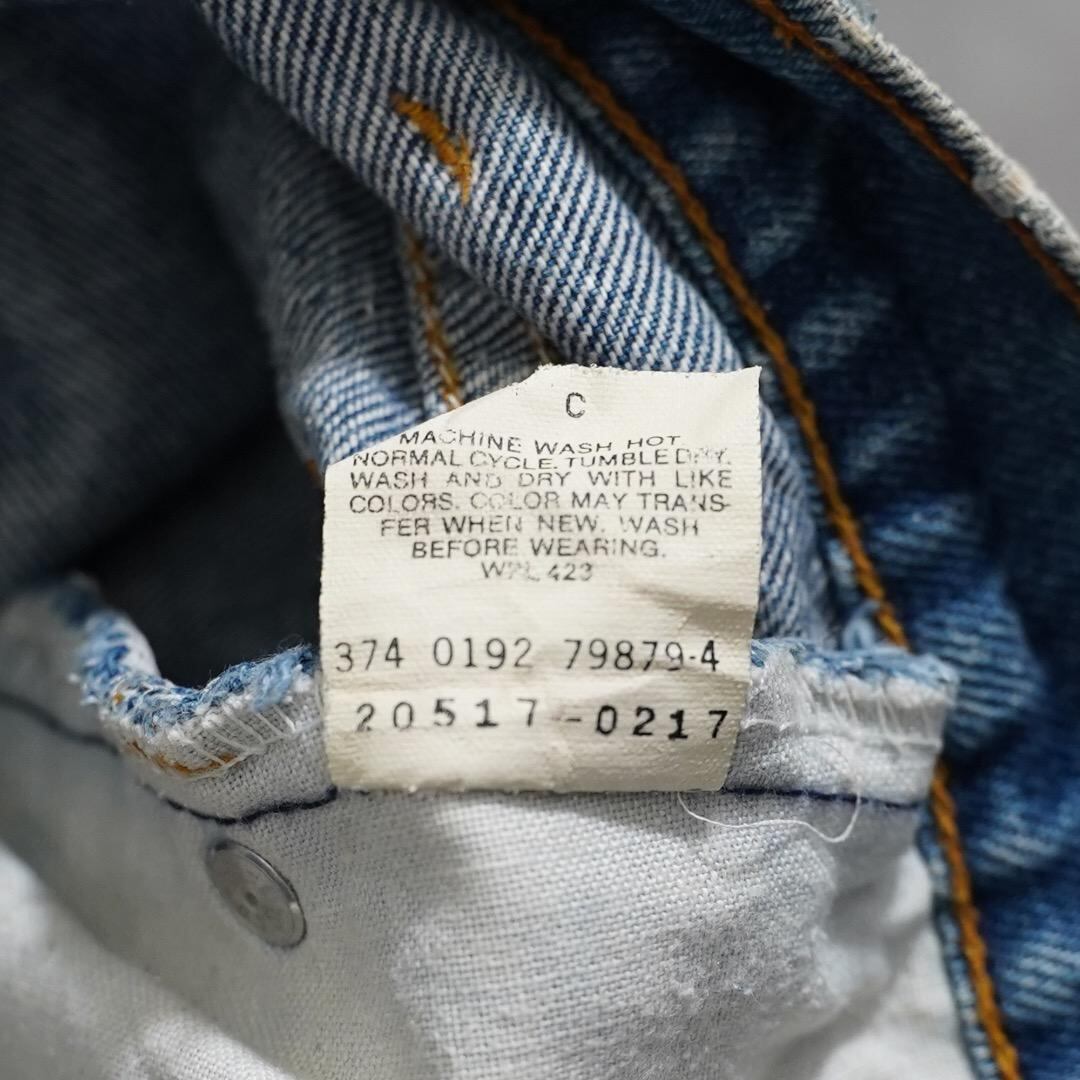 C
MACHINE WASH HOT
NORMAL CYCLE. TUMBLE DRY.
WASH AND DRY WITH LIKE
COLORS. COLOR MAY TRANS-
FER WHEN NEW. WASH
BEFORE WEARING.
WPL 423
374 0192 79879-4
20517-0217